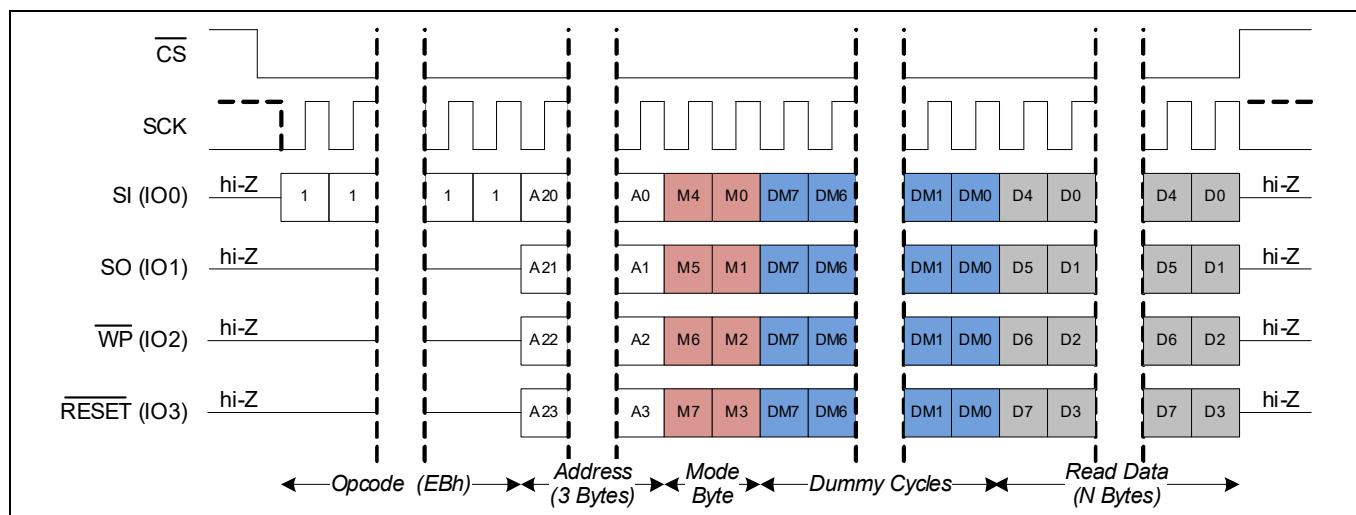 CS
SCK
SI (IO0) hi-Z 1 1 1 1 A20 A0 M4 M0 DM7 DM6 DM1 DM0 D4 D0 D4 D0 hi-Z
SO (IO1) hi-Z A21 A1 M5 M1 DM7 DM6 DM1 DM0 D5 D1 D5 D1 hi-Z
WP (IO2) hi-Z A22 A2 M6 M2 DM7 DM6 DM1 DM0 D6 D2 D6 D2 hi-Z
RESET (IO3) hi-Z A23 A3 M7 M3 DM7 DM6 DM1 DM0 D7 D3 D7 D3 hi-Z
Opcode (EBh) Address (3 Bytes) Mode Byte Dummy Cycles Read Data (N Bytes)